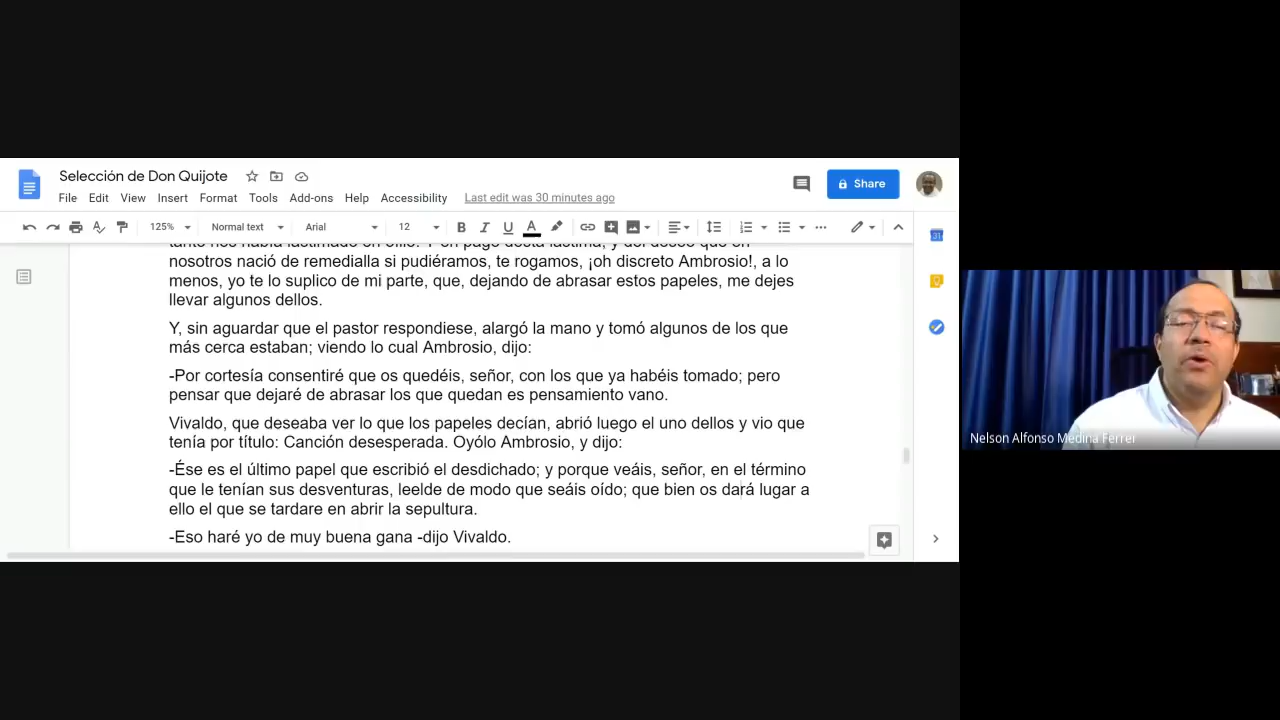 Selección de Don Quijote
Share
File Edit View Insert Format Tools Add-ons Help Accessibility Last edit was 30 minutes ago
125% Normal text Arial 12 B I U A
nosotros nació de remedialla si pudiéramos, te rogamos, ¡oh discreto Ambrosio!, a lo
menos, yo te lo suplico de mi parte, que, dejando de abrasar estos papeles, me dejes
llevar algunos dellos.
Y, sin aguardar que el pastor respondiese, alargó la mano y tomó algunos de los que
más cerca estaban; viendo lo cual Ambrosio, dijo:
-Por cortesía consentiré que os quedéis, señor, con los que ya habéis tomado; pero
pensar que dejaré de abrasar los que quedan es pensamiento vano.
Vivaldo, que deseaba ver lo que los papeles decían, abrió luego el uno dellos y vio que
tenía por título: Canción desesperada. Oyólo Ambrosio, y dijo:
-Ése es el último papel que escribió el desdichado; y porque veáis, señor, en el término
que le tenían sus desventuras, leelde de modo que seáis oído; que bien os dará lugar a
ello el que se tardare en abrir la sepultura.
-Eso haré yo de muy buena gana -dijo Vivaldo.
31
Nelson Alfonso Medina Ferrer